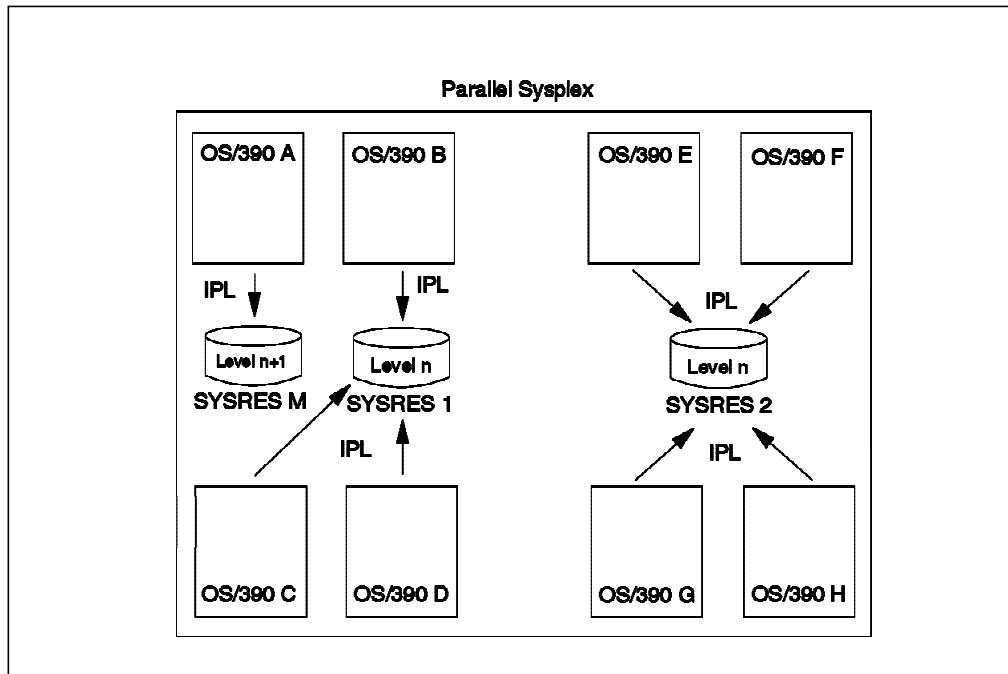 Parallel Sysplex
OS/390 A
OS/390 B
OS/390 E
OS/390 F
IPL
IPL
IPL
Level n+1
Level n
Level n
SYSRES M
SYSRES 1
SYSRES 2
IPL
IPL
OS/390 C
OS/390 D
OS/390 G
OS/390 H